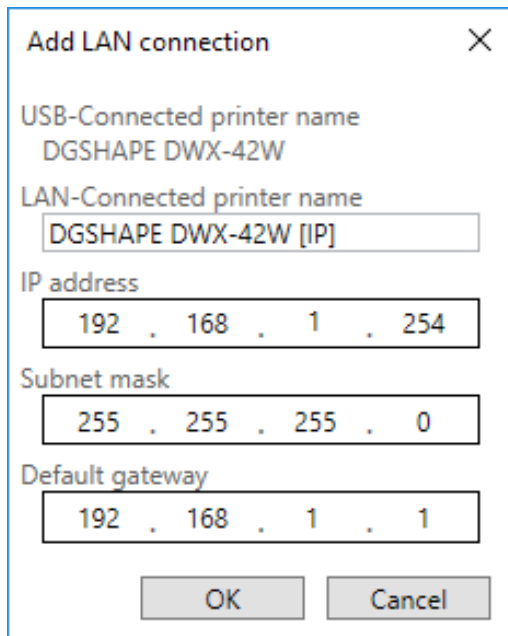 Add LAN connection
USB-Connected printer name
DGSHAPE DWX-42W
LAN-Connected printer name
DGSHAPE DWX-42W [IP]
IP address
192 . 168 . 1 . 254
Subnet mask
255 . 255 . 255 . 0
Default gateway
192 . 168 . 1 . 1
OK Cancel